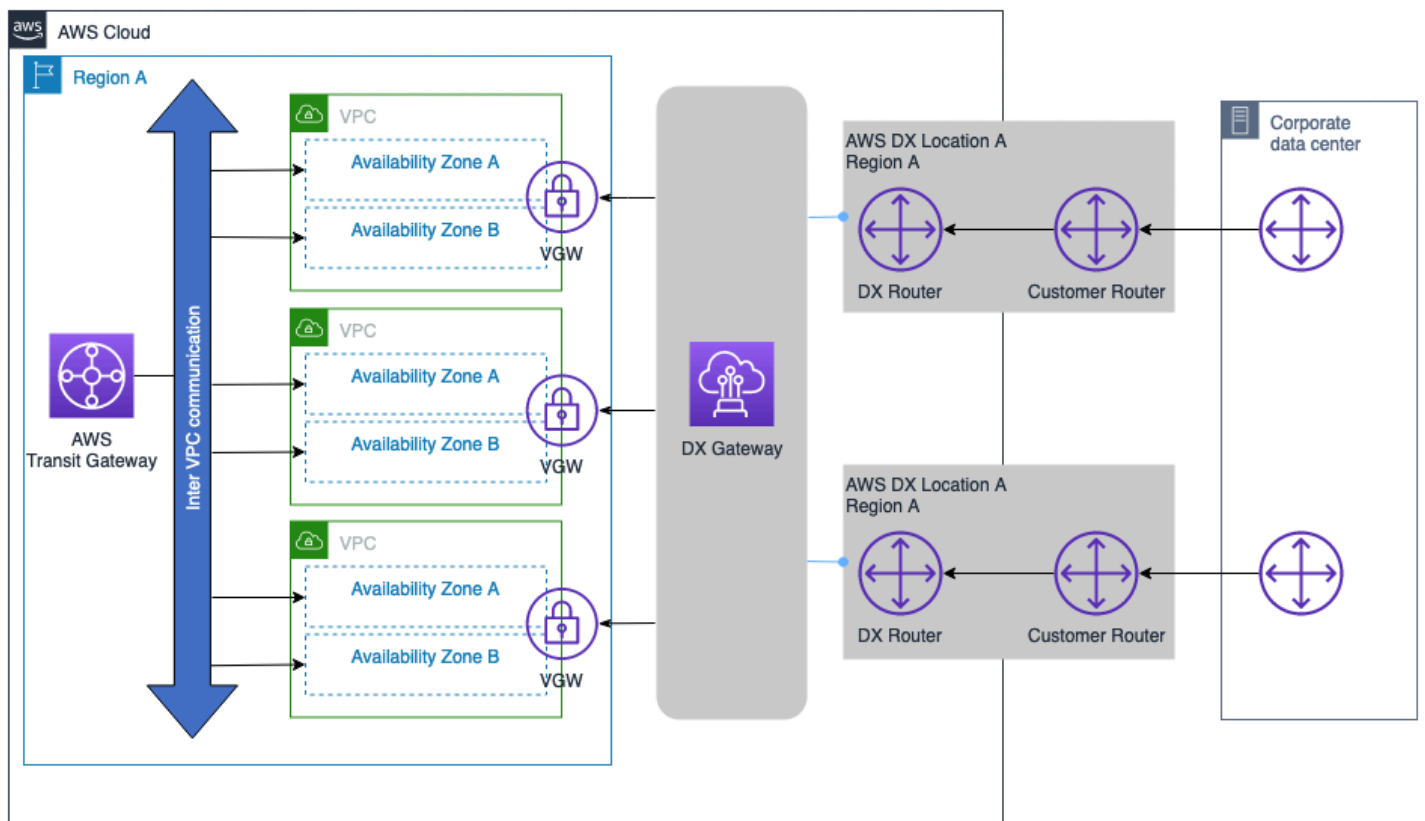 aws
AWS Cloud
Region A
VPC
Availability Zone A
Availability Zone B
VGW
VPC
Availability Zone A
Availability Zone B
VGW
VPC
Availability Zone A
Availability Zone B
VGW
Inter VPC communication
AWS
Transit Gateway
DX Gateway
AWS DX Location A
Region A
DX Router
Customer Router
AWS DX Location A
Region A
DX Router
Customer Router
Corporate
data center